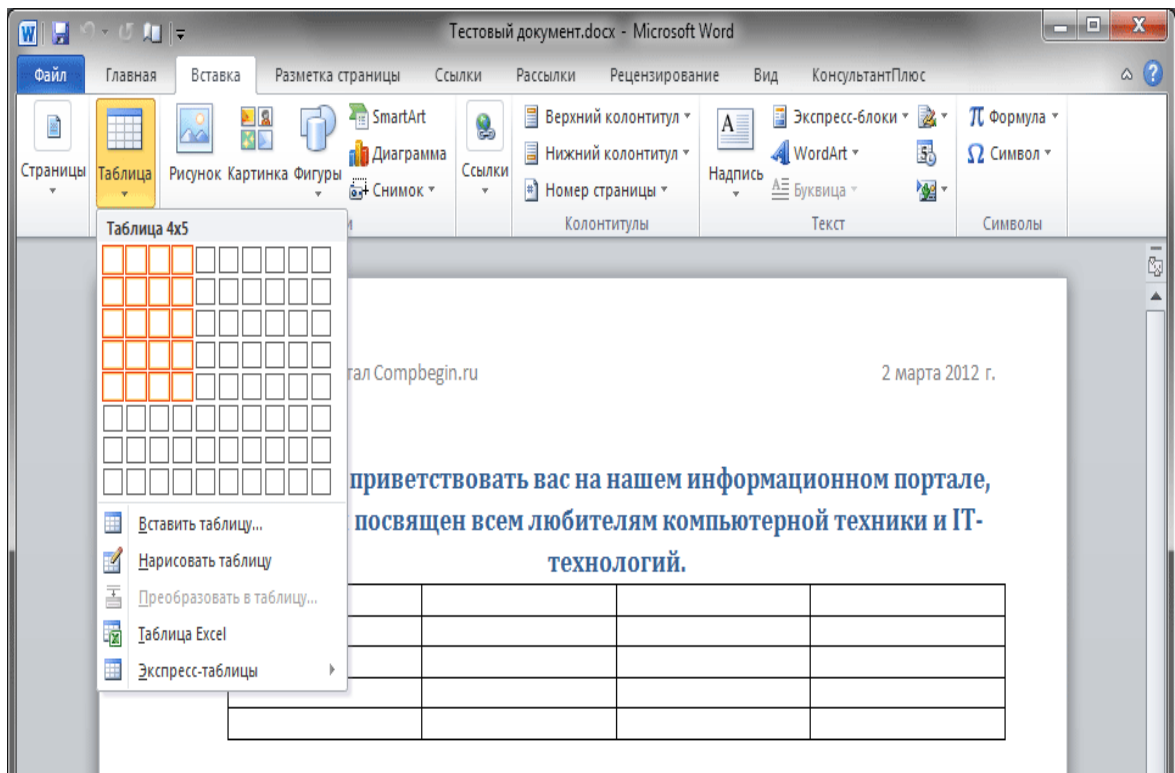 Тестовый документ.docx - Microsoft Word
Файл Главная Вставка Разметка страницы Ссылки Рассылки Рецензирование Вид КонсультантПлюс
Страницы
Таблица
Рисунок Картинка Фигуры
SmartArt
Диаграмма
Снимок
Ссылки
Верхний колонтитул
Нижний колонтитул
Номер страницы
Колонтитулы
Надпись
Экспресс-блоки
WordArt
Буквица
Текст
π Формула
Ω Символ
Символы
Таблица 4x5
Вставить таблицу...
Нарисовать таблицу
Преобразовать в таблицу...
Таблица Excel
Экспресс-таблицы
Compbegin.ru 2 марта 2012 г.
приветствовать вас на нашем информационном портале,
посвящен всем любителям компьютерной техники и IT-
технологий.